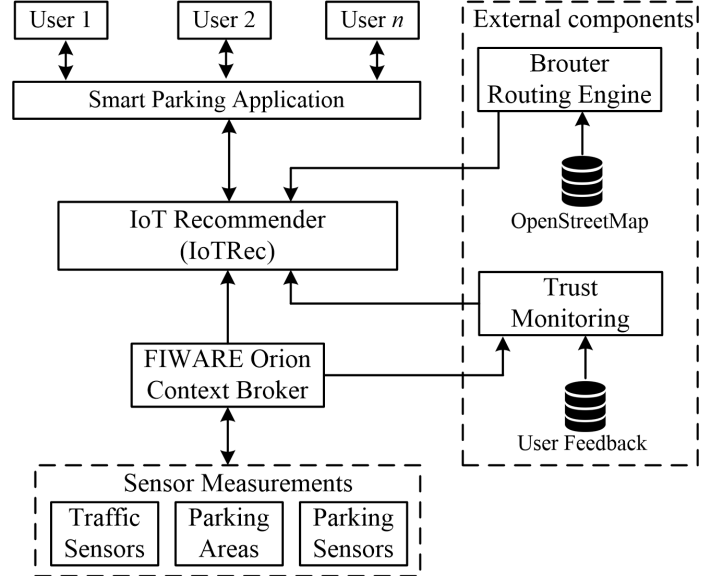 User 1
User 2
User n
Smart Parking Application
IoT Recommender
(IoTRec)
FIWARE Orion
Context Broker
Sensor Measurements
Traffic
Sensors
Parking
Areas
Parking
Sensors
External components
Brouter
Routing Engine
OpenStreetMap
Trust
Monitoring
User Feedback